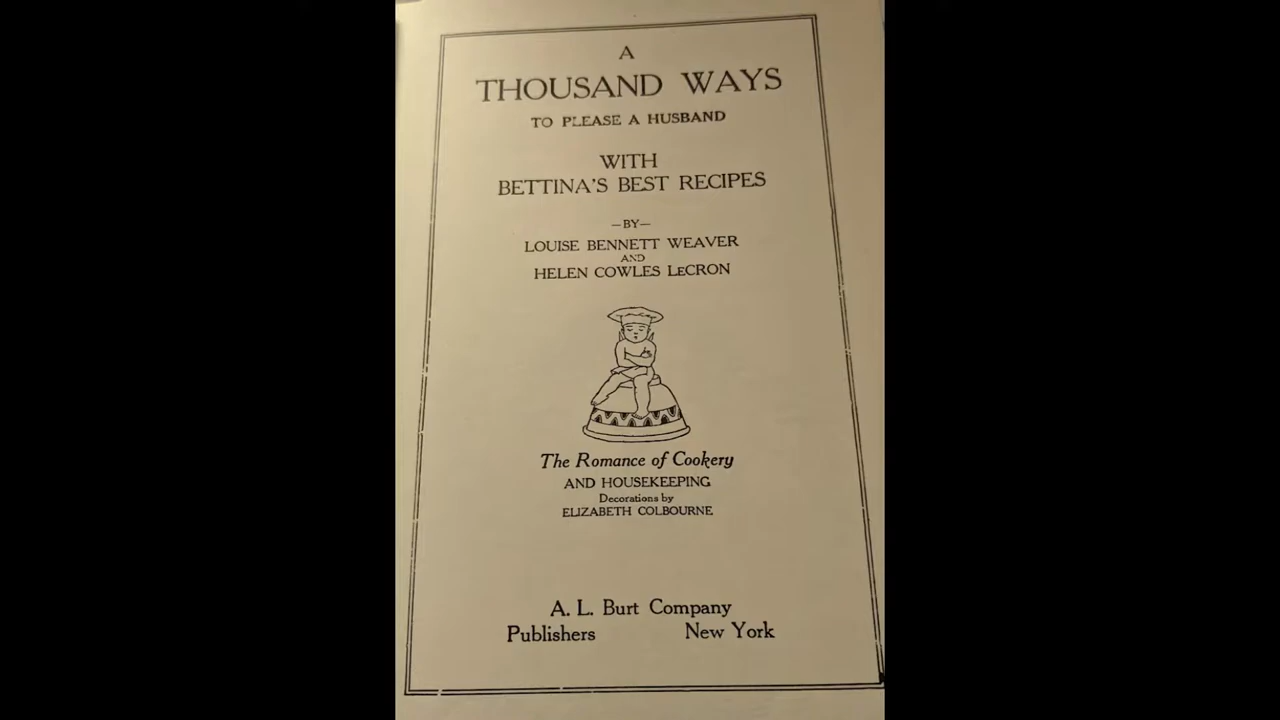 A
THOUSAND WAYS
TO PLEASE A HUSBAND
WITH
BETTINA'S BEST RECIPES
—BY—
LOUISE BENNETT WEAVER
AND
HELEN COWLES LECRON
The Romance of Cookery
AND HOUSEKEEPING
Decorations by
ELIZABETH COLBOURNE
A. L. Burt Company
Publishers New York